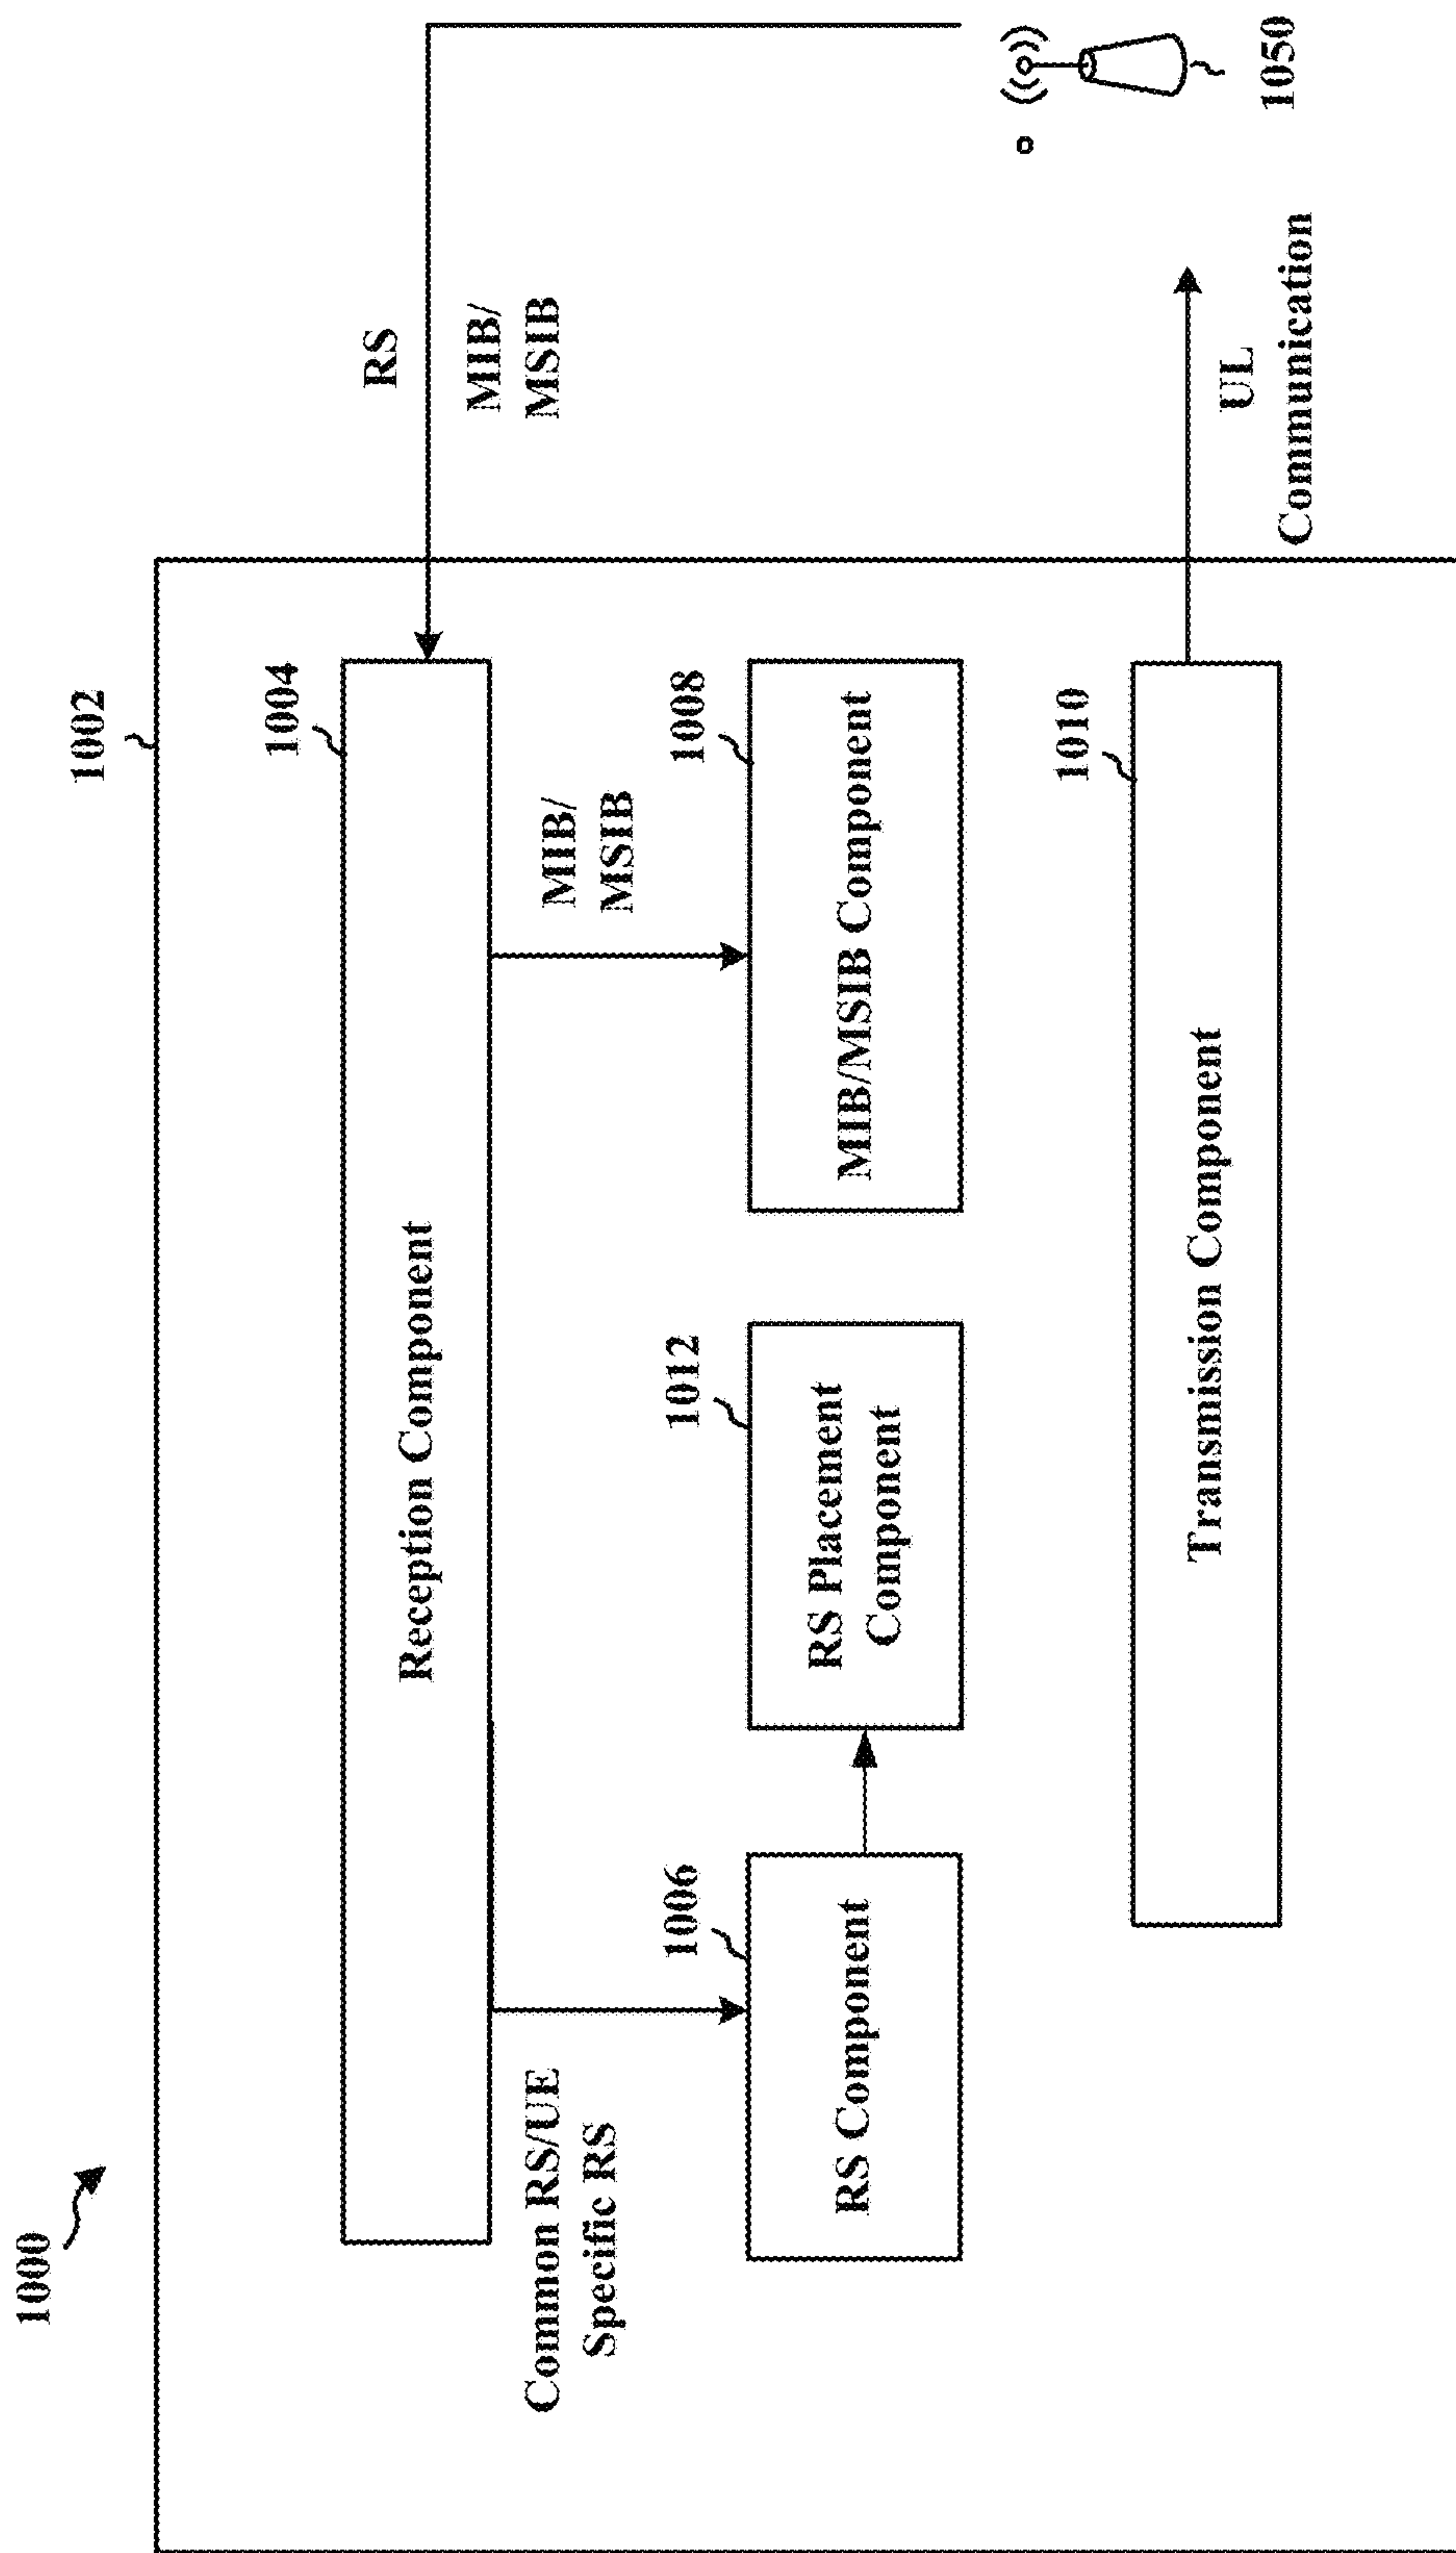 1000
1002
1004
Reception Component
RS
MIB/
MSIB
Common RS/UE
Specific RS
MIB/
MSIB
1006
RS Component
1012
RS Placement
Component
1008
MIB/MSIB Component
1010
Transmission Component
UL
Communication
1050